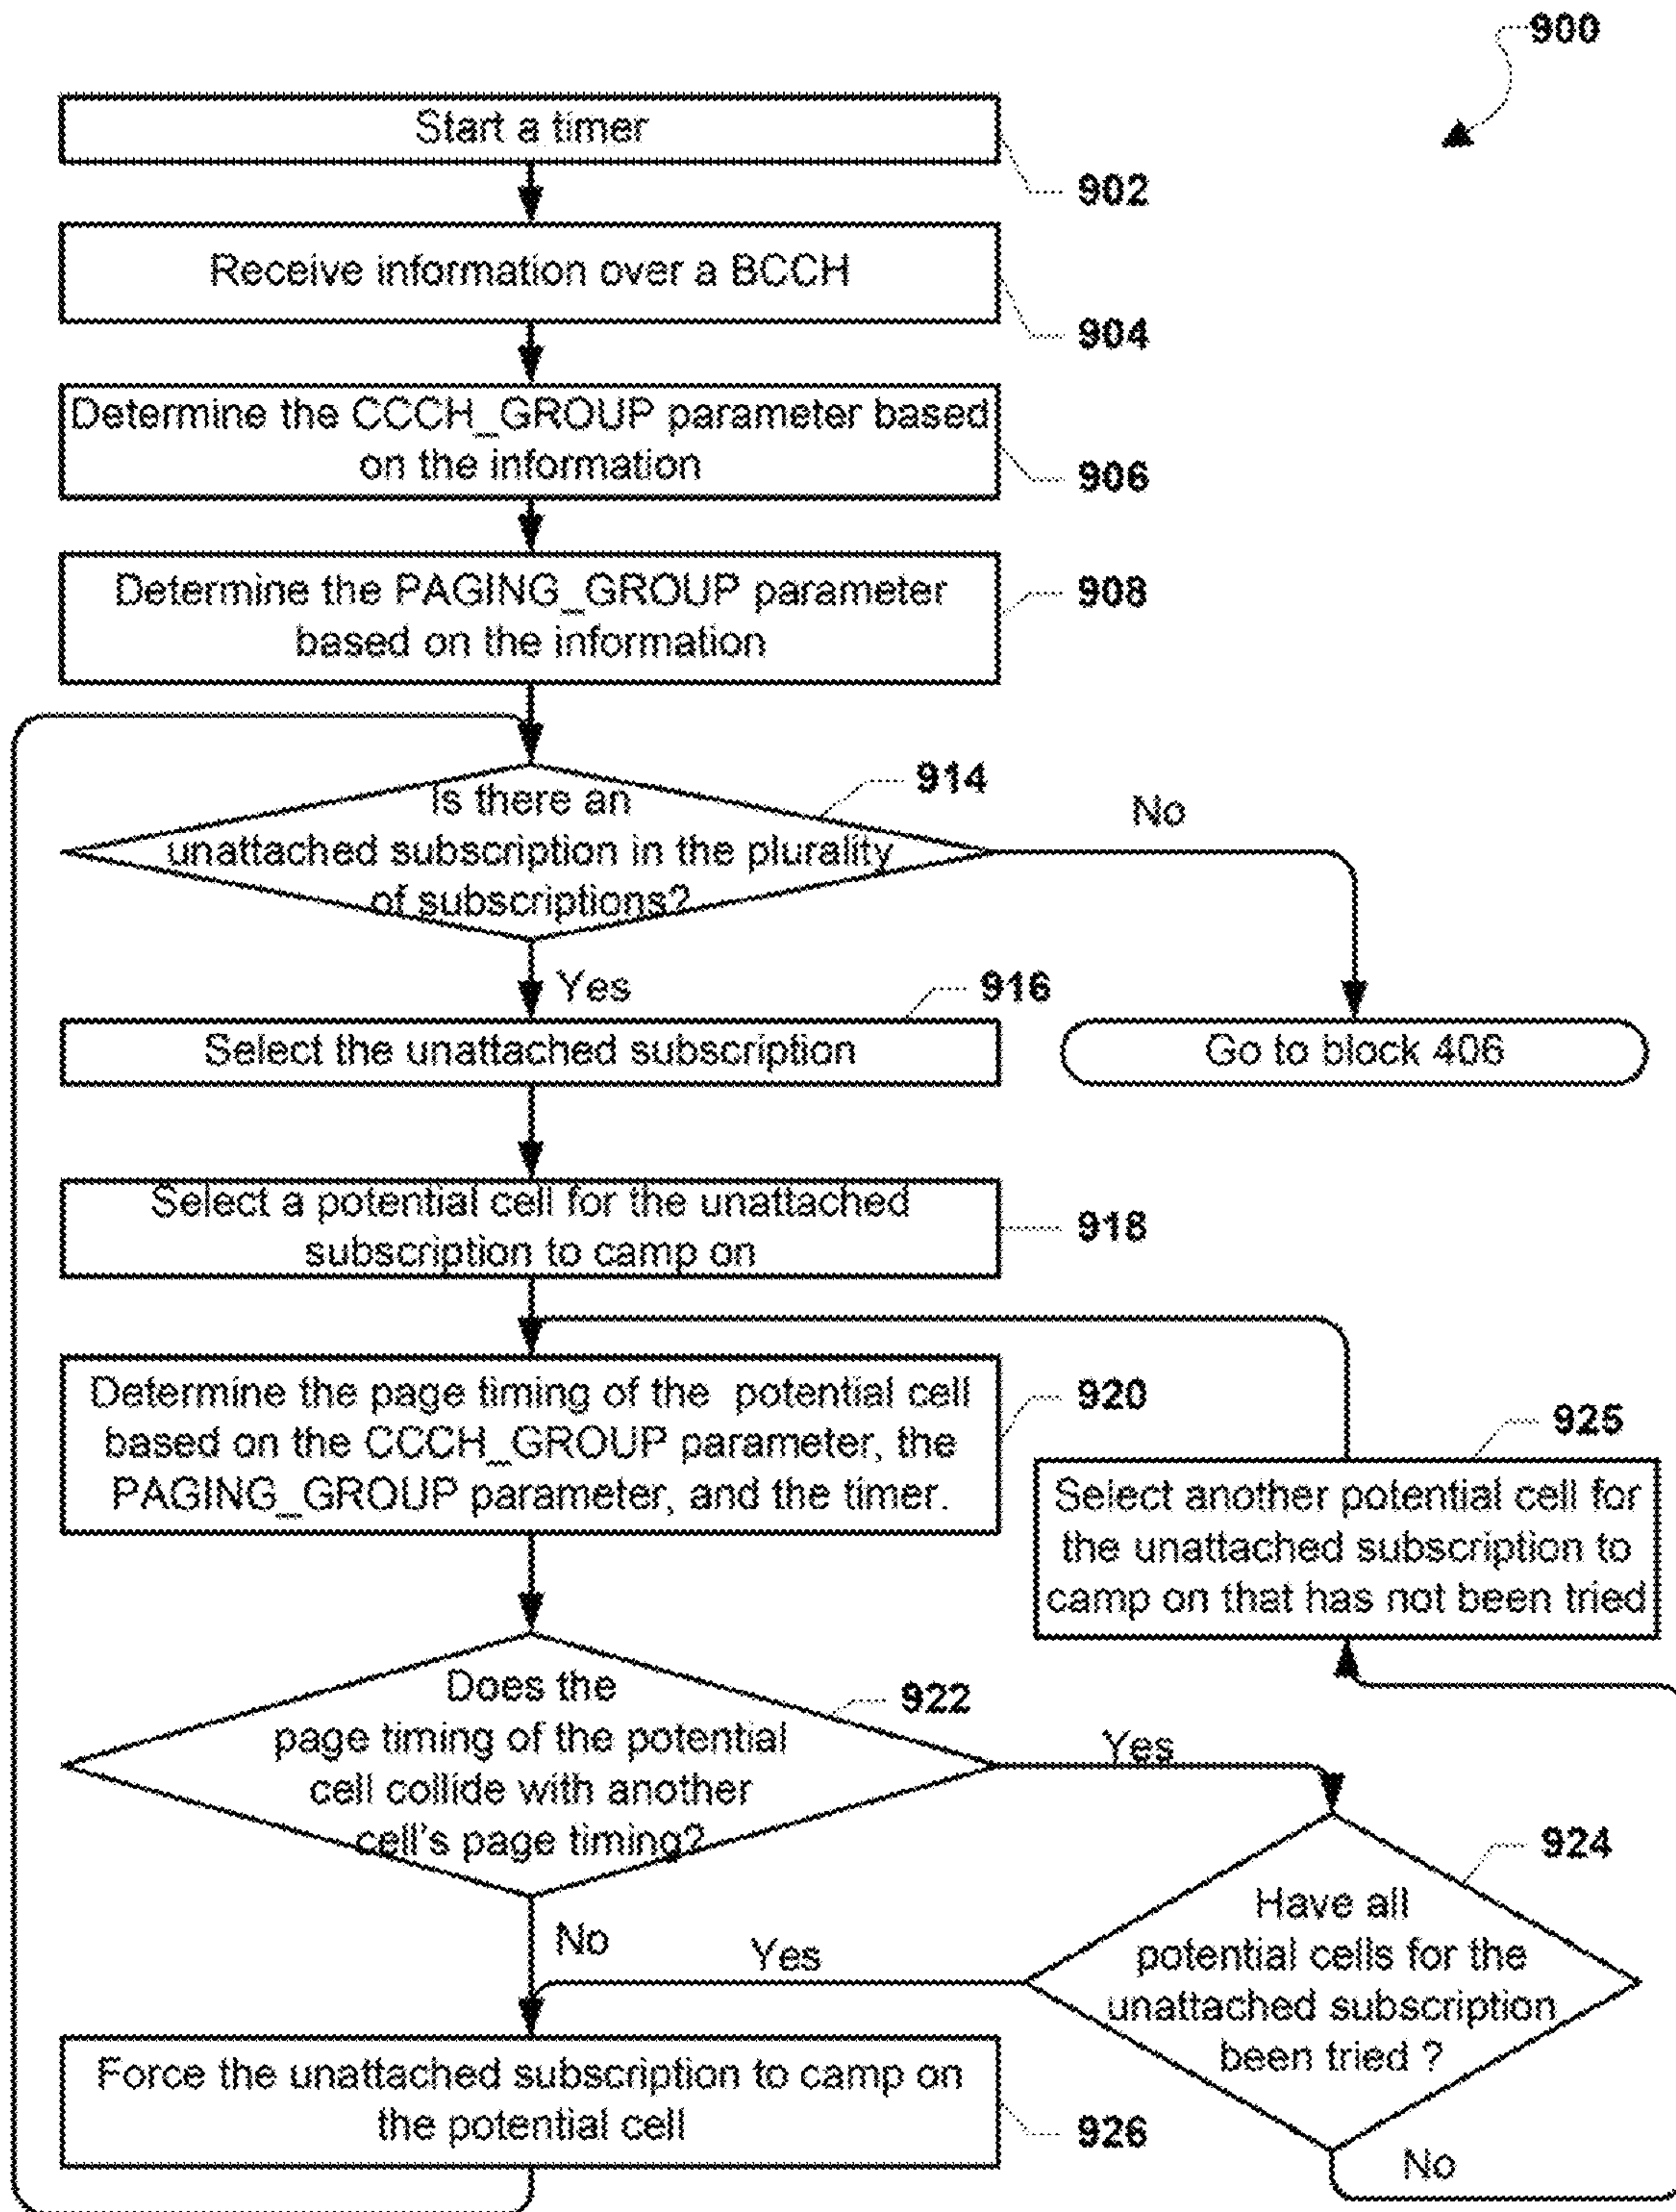 900
Start a timer
902
Receive information over a BCCH
904
Determine the CCCH_GROUP parameter based
on the information
906
Determine the PAGING_GROUP parameter
based on the information
908
Is there an
unattached subscription in the plurality
of subscriptions?
914
No
Yes
Select the unattached subscription
916
Go to block 406
Select a potential cell for the unattached
subscription to camp on
918
Determine the page timing of the potential cell
based on the CCCH_GROUP parameter, the
PAGING_GROUP parameter, and the timer.
920
925
Select another potential cell for
the unattached subscription to
camp on that has not been tried
Does the
page timing of the potential
cell collide with another
cell's page timing?
922
Yes
No
924
Have all
potential cells for the
unattached subscription
been tried ?
Yes
No
Force the unattached subscription to camp on
the potential cell
926